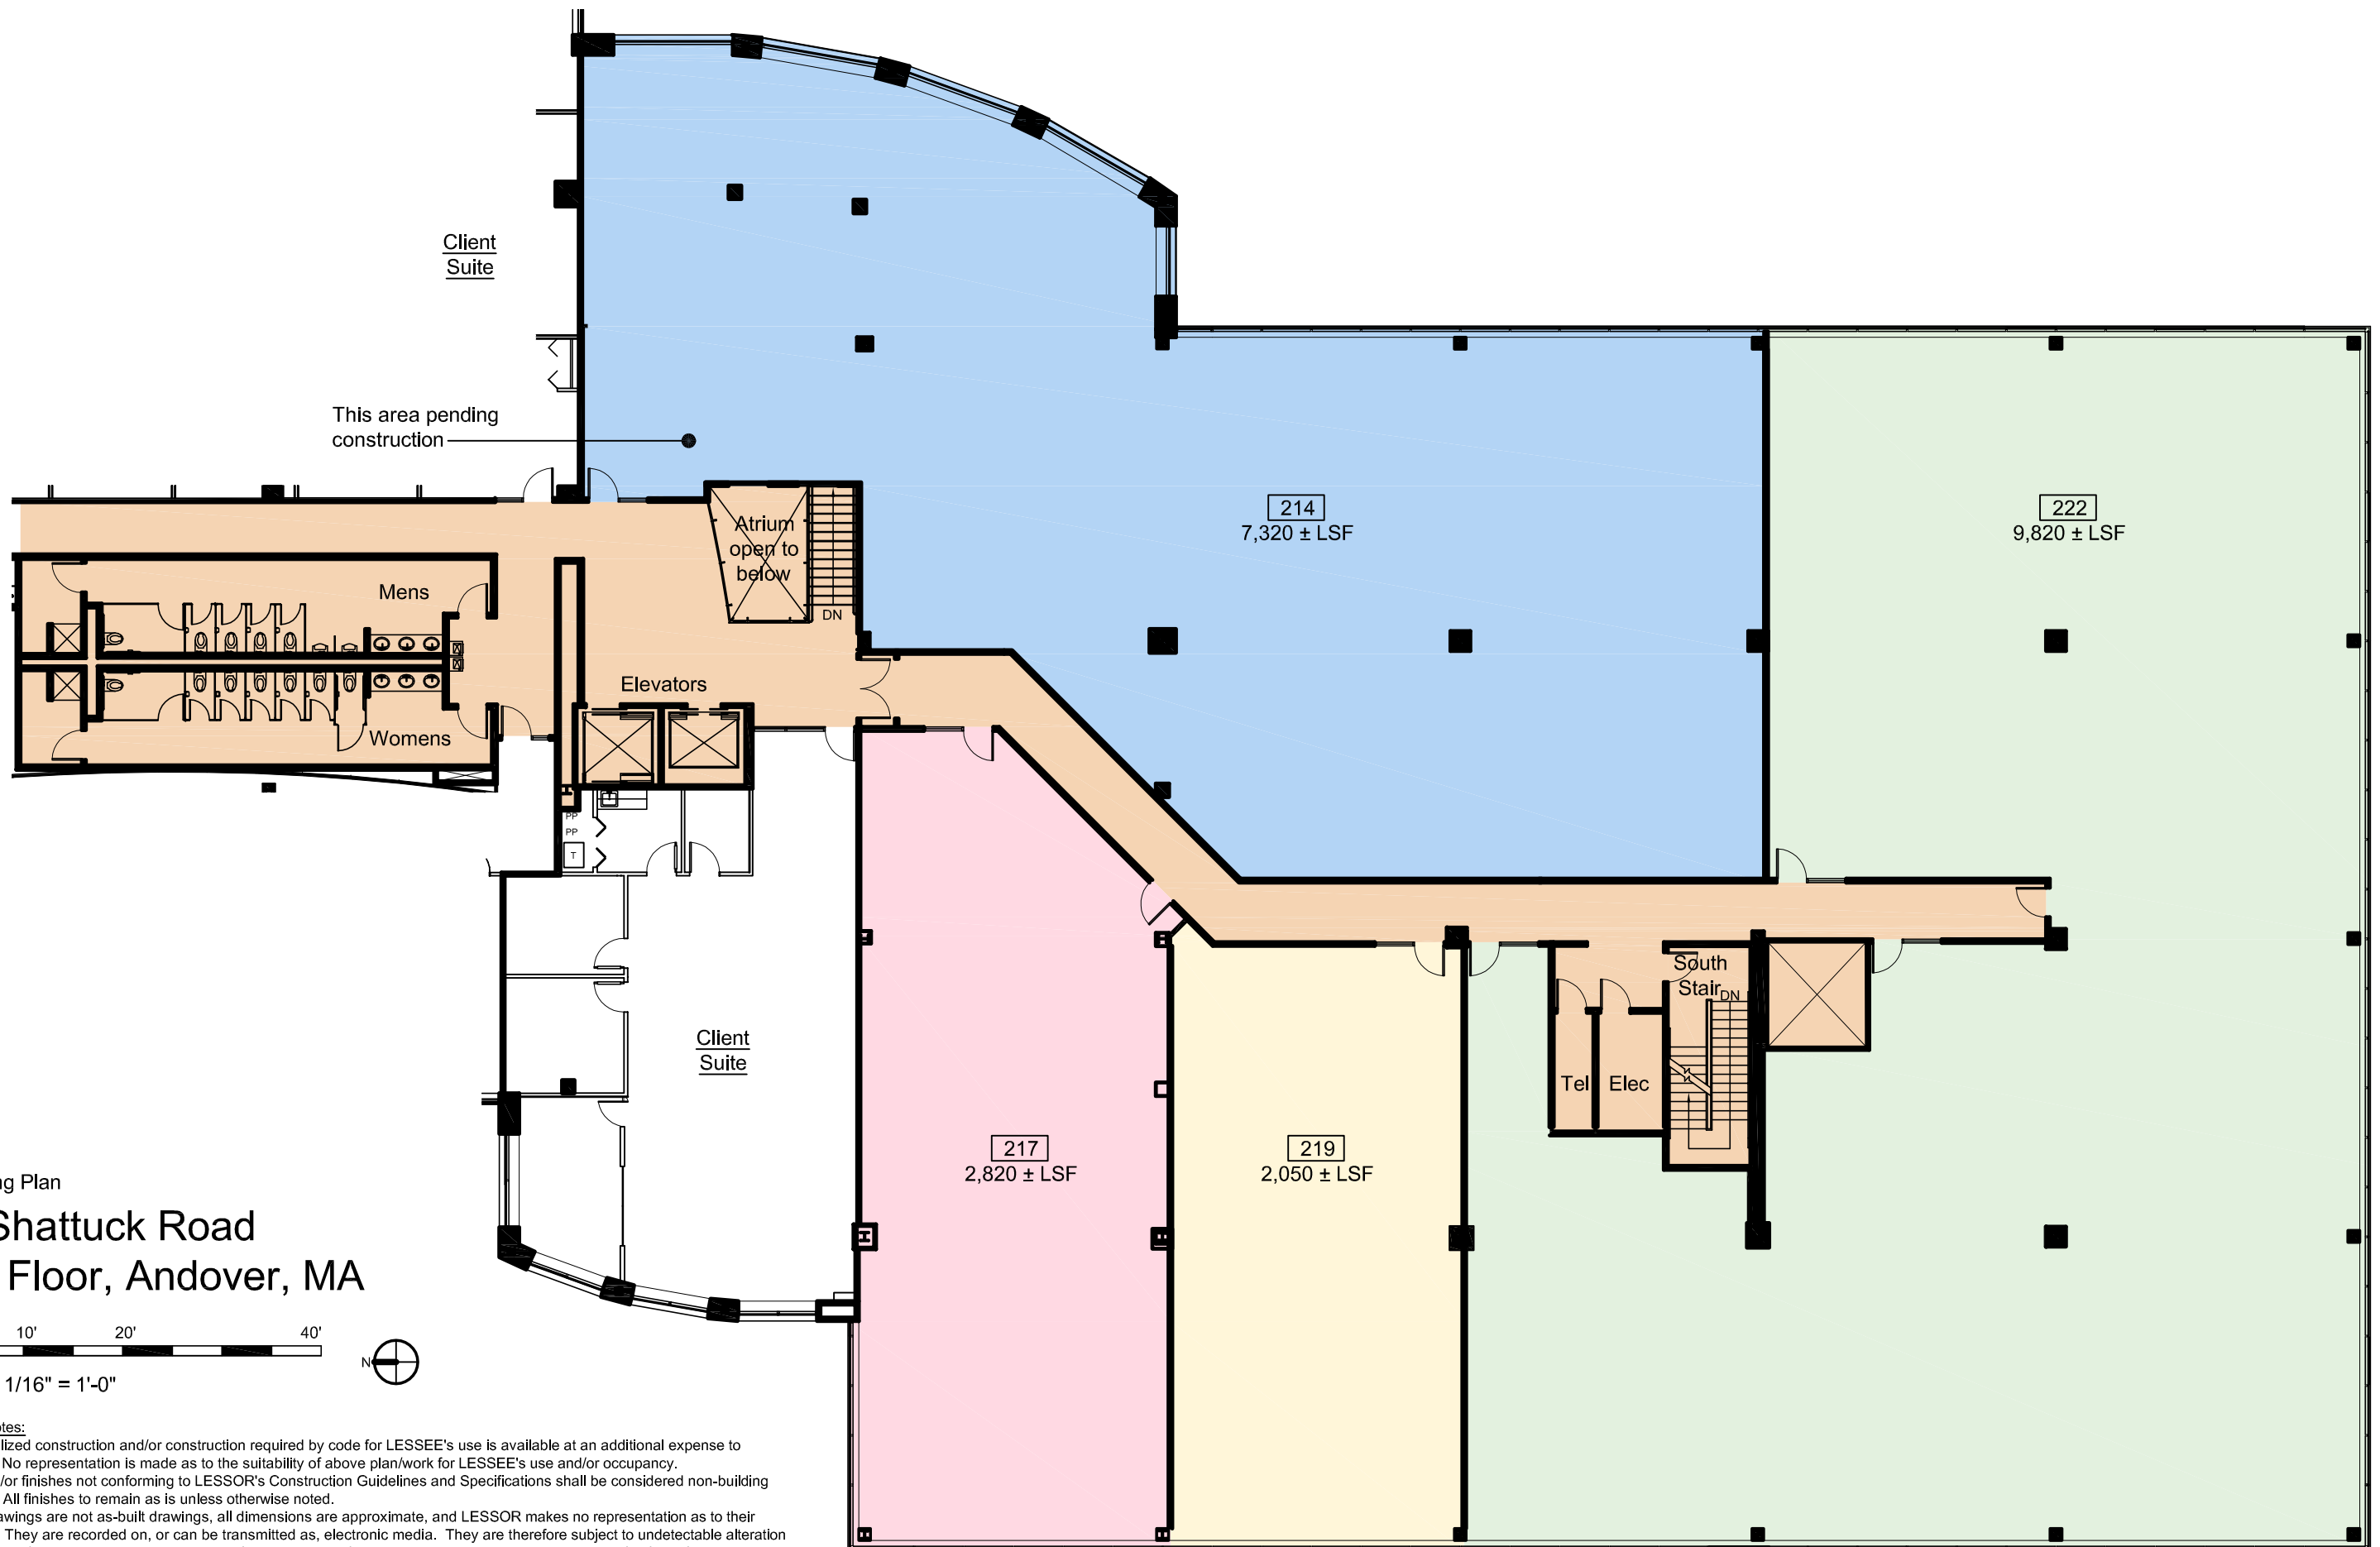 Client
Suite
This area pending
construction
Atrium
open to
below
DN
214
7,320 ± LSF
222
9,820 ± LSF
Mens
Womens
Elevators
PP
PP
T
Client
Suite
South
Stair
DN
Tel
Elec
217
2,820 ± LSF
219
2,050 ± LSF
ng Plan
Shattuck Road
Floor, Andover, MA
10' 20' 40'
N
1/16" = 1'-0"
otes:
lized construction and/or construction required by code for LESSEE's use is available at an additional expense to
No representation is made as to the suitability of above plan/work for LESSEE's use and/or occupancy.
/or finishes not conforming to LESSOR's Construction Guidelines and Specifications shall be considered non-building
All finishes to remain as is unless otherwise noted.
awings are not as-built drawings, all dimensions are approximate, and LESSOR makes no representation as to their
They are recorded on, or can be transmitted as, electronic media. They are therefore subject to undetectable alteration